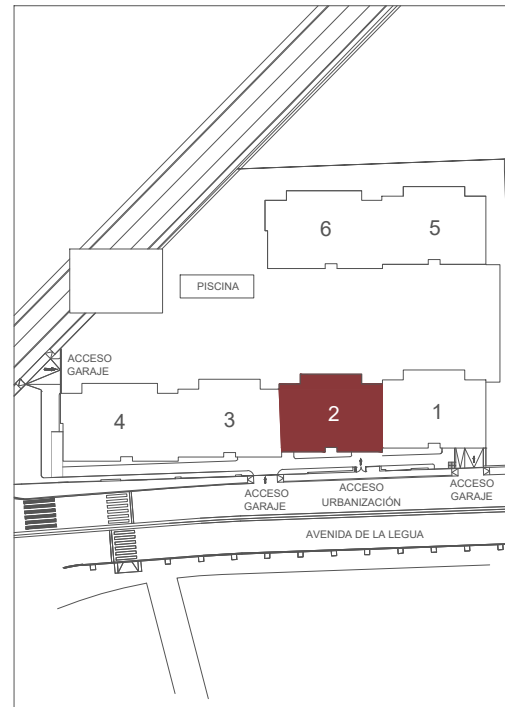 6
5
PISCINA
ACCESO
GARAJE
4
3
2
1
ACCESO
GARAJE
ACCESO
URBANIZACIÓN
ACCESO
GARAJE
AVENIDA DE LA LEGUA